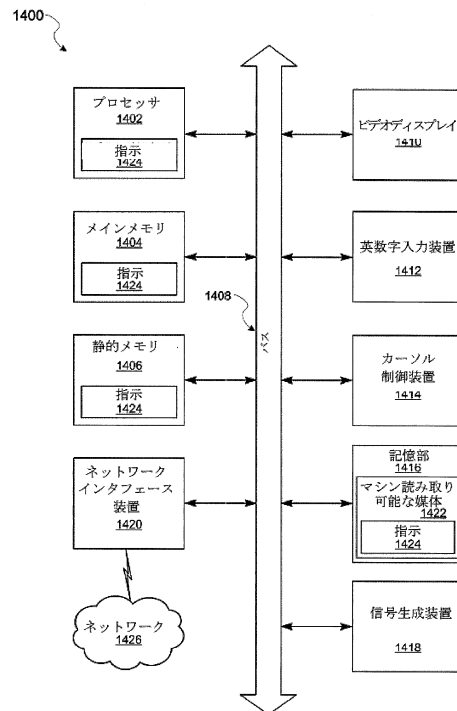 1400
プロセッサ
1402
指示
1424
メインメモリ
1404
指示
1424
静的メモリ
1406
指示
1424
ネットワーク
インタフェース
装置
1420
ネットワーク
1426
1408
バス
ビデオディスプレイ
1410
英数字入力装置
1412
カーソル
制御装置
1414
記憶部
1416
マシン読み取り
可能な媒体
1422
指示
1424
信号生成装置
1418